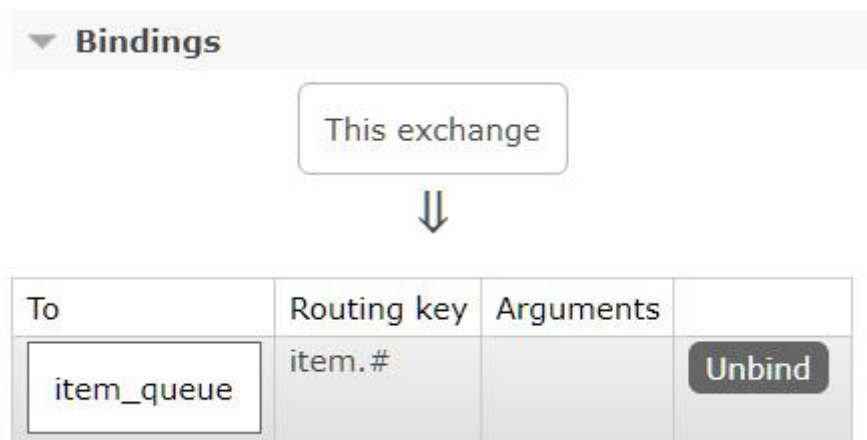 Bindings
This exchange
To Routing key Arguments
item_queue item.# Unbind